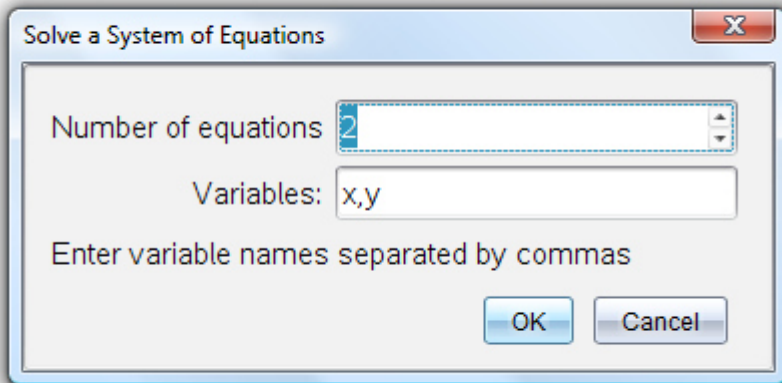 Solve a System of Equations
Number of equations 2
Variables: x,y
Enter variable names separated by commas
OK Cancel